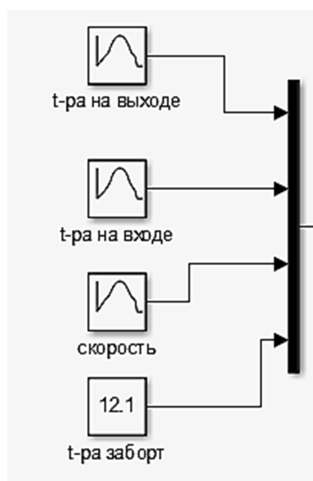 t-ра на выходе
t-ра на входе
скорость
12.1
t-ра заборт